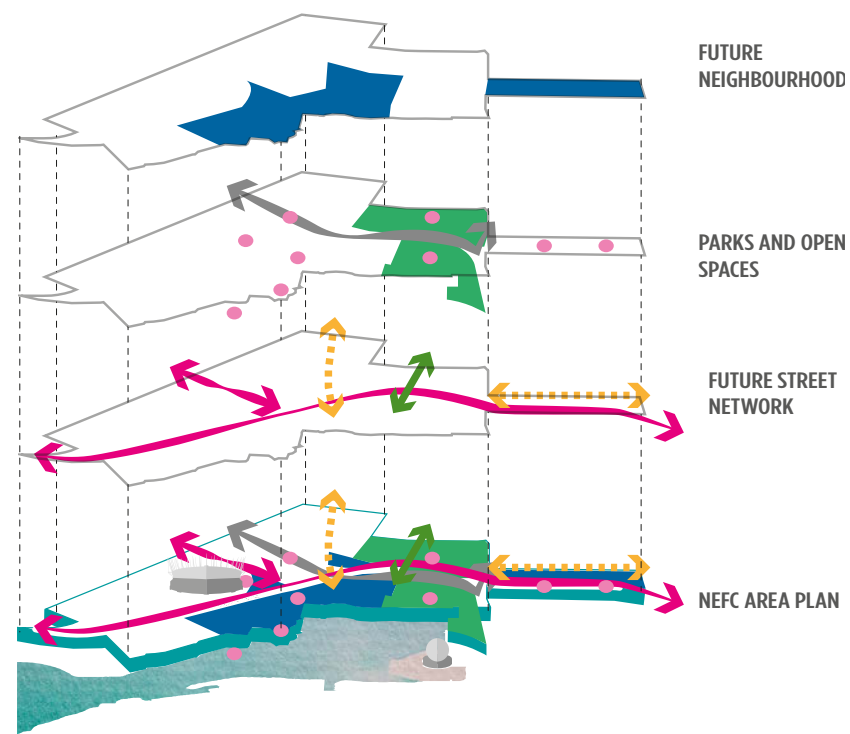 FUTURE
NEIGHBOURHOOD
PARKS AND OPEN
SPACES
FUTURE STREET
NETWORK
NEFC AREA PLAN